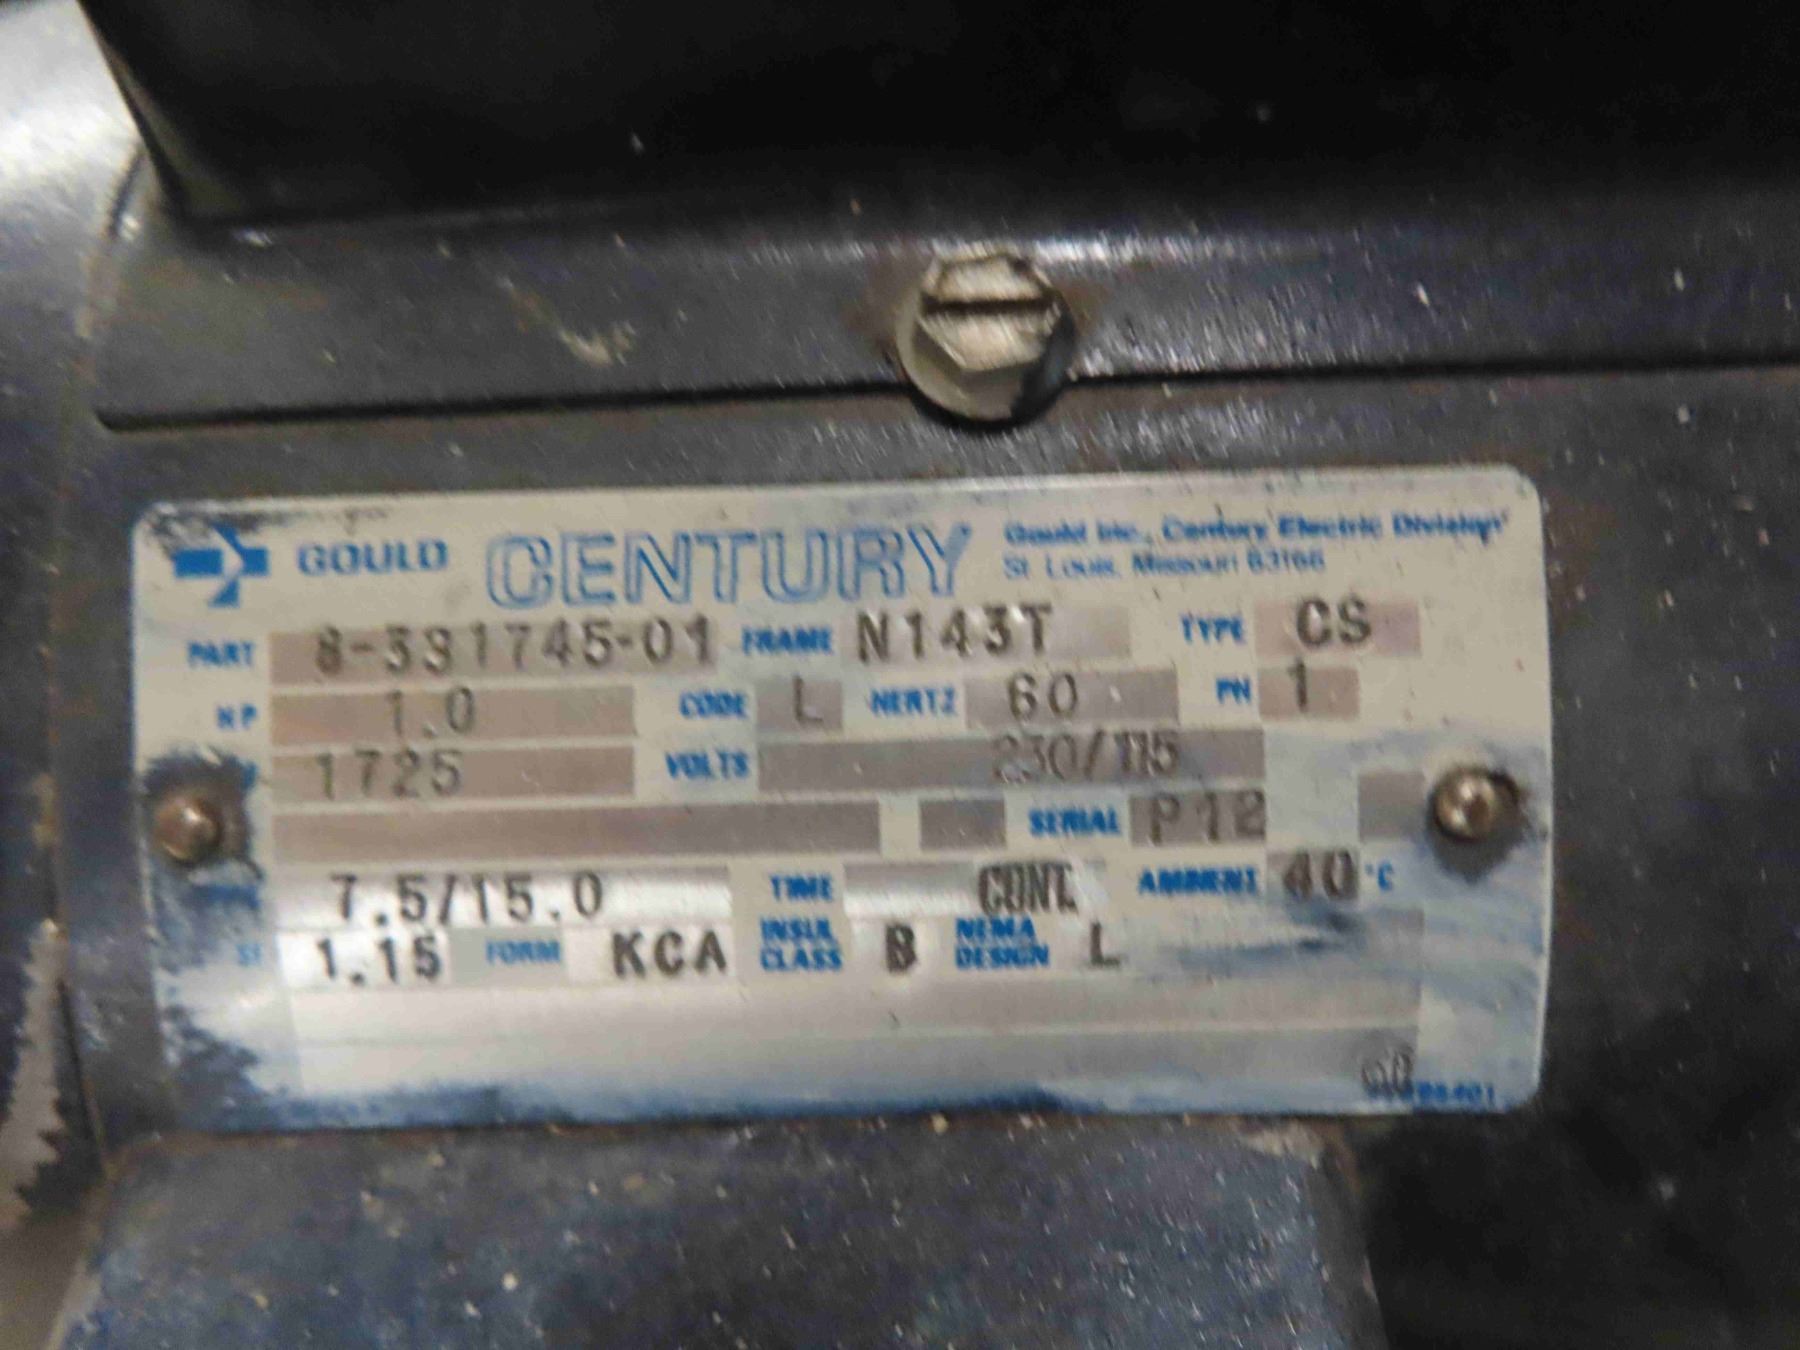 GOULD CENTURY Gould Inc., Century Electric Division
St. Louis, Missouri 63166
PART 8-331745-01 FRAME N143T TYPE CS
HP 1.0 CODE L HERTZ 60 PH 1
1725 VOLTS 230/115
SERIAL P12
7.5/15.0 TIME CONT. AMBIENT 40 °C
SF 1.15 FORM KCA INSUL CLASS B NEMA DESIGN L